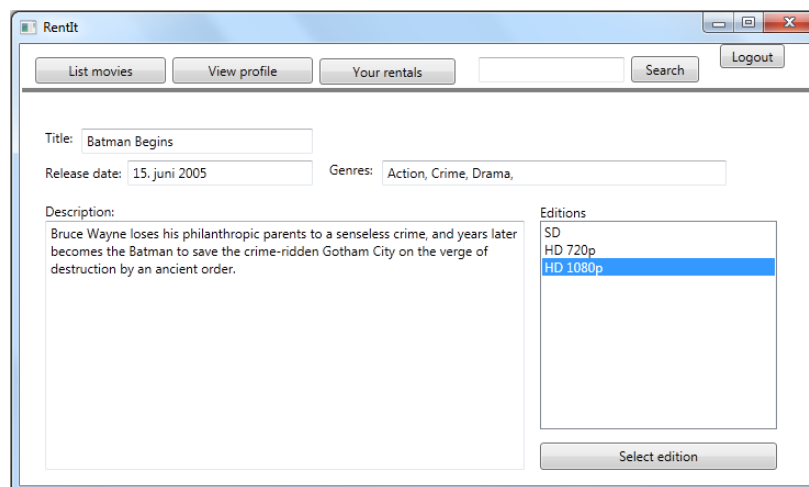 RentIt
Logout
List movies View profile Your rentals Search
Title: Batman Begins
Release date: 15. juni 2005 Genres: Action, Crime, Drama,
Description: Editions
Bruce Wayne loses his philanthropic parents to a senseless crime, and years later
becomes the Batman to save the crime-ridden Gotham City on the verge of
destruction by an ancient order.
SD
HD 720p
HD 1080p
Select edition